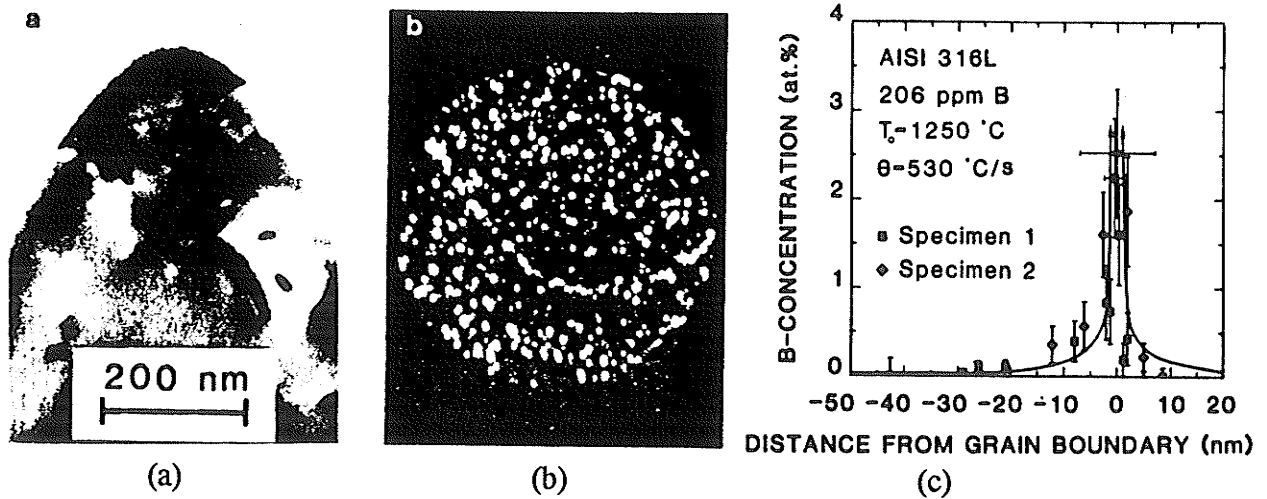 a
200 nm
(a)
b
(b)
B-CONCENTRATION (at.%)
4
3
2
1
0
AISI 316L
206 ppm B
T₀=1250 °C
θ=530 °C/s
Specimen 1
Specimen 2
-50 -40 -30 -20 -10 0 10 20
DISTANCE FROM GRAIN BOUNDARY (nm)
(c)